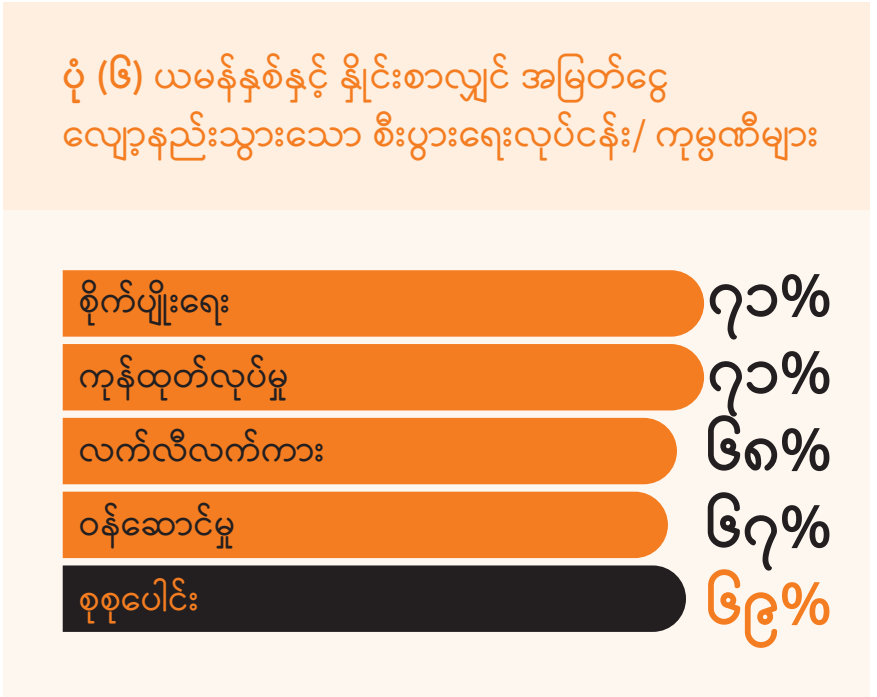 ပုံ (၆) ယမန်နှစ်နှင့် နှိုင်းစာလျှင် အမြတ်ငွေ
လျော့နည်းသွားသော စီးပွားရေးလုပ်ငန်း/ ကုမ္ပဏီများ
စိုက်ပျိုးရေး ၇၁%
ကုန်ထုတ်လုပ်မှု ၇၁%
လက်လီလက်ကား ၆၈%
ဝန်ဆောင်မှု ၆၇%
စုစုပေါင်း ၆၉%